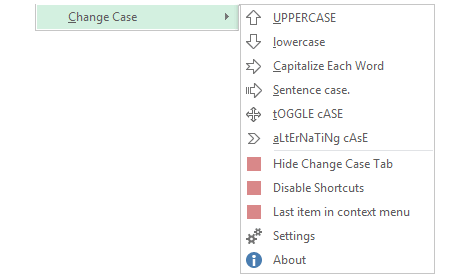 Change Case
UPPERCASE
lowercase
Capitalize Each Word
Sentence case.
tOGGLE cASE
aLtErNaTiNg cAsE
Hide Change Case Tab
Disable Shortcuts
Last item in context menu
Settings
About